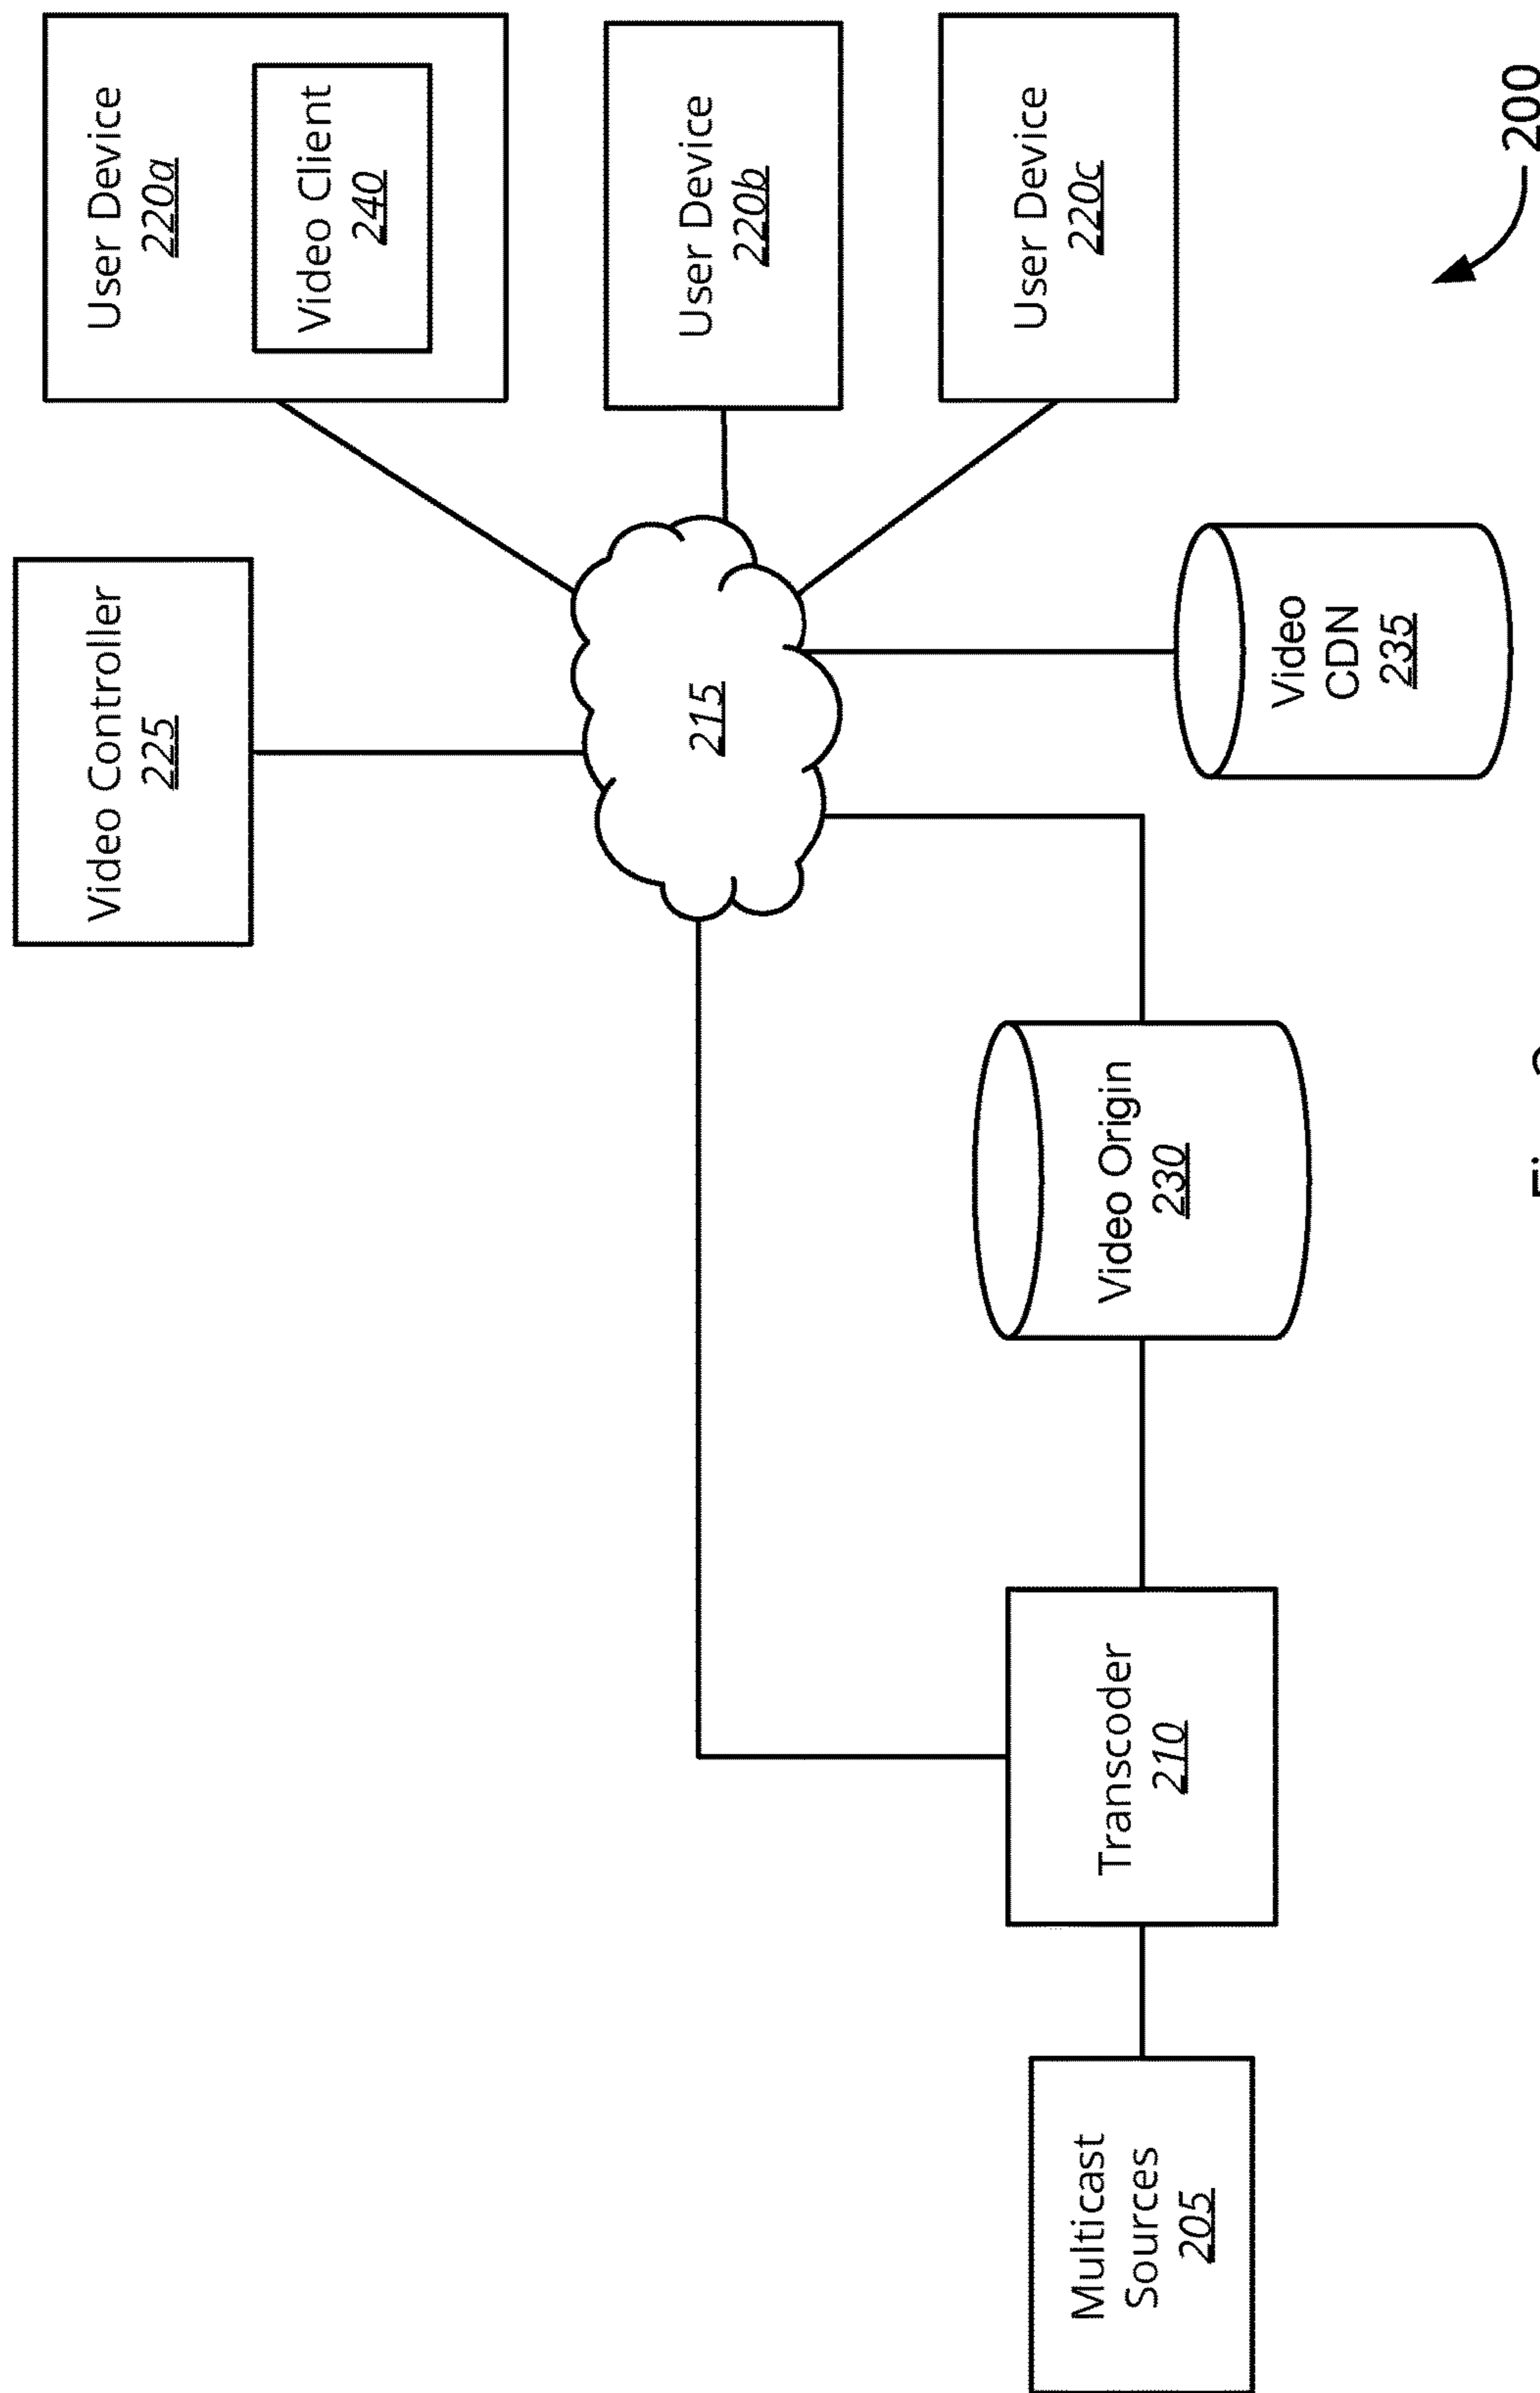 Video Controller
225
User Device
220a
Video Client
240
215
User Device
220b
Multicast
Sources
205
Transcoder
210
Video Origin
230
Video
CDN
235
User Device
220c
200